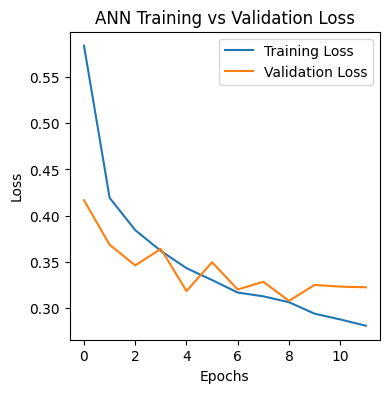 ANN Training vs Validation Loss
Training Loss
Validation Loss
0.55
0.50
0.45
0.40
0.35
0.30
Loss
0 2 4 6 8 10
Epochs